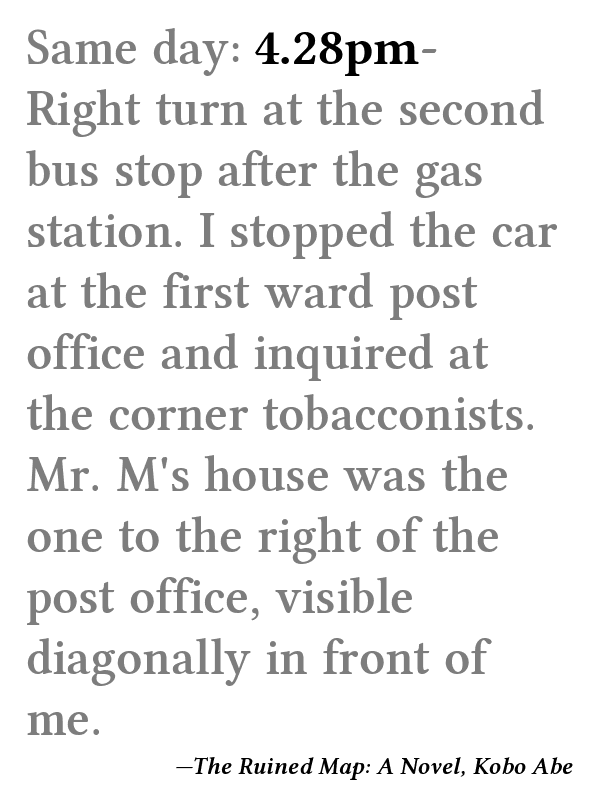 Same day: 4.28pm-
Right turn at the second
bus stop after the gas
station. I stopped the car
at the first ward post
office and inquired at
the corner tobacconists.
Mr. M's house was the
one to the right of the
post office, visible
diagonally in front of
me.
—The Ruined Map: A Novel, Kobo Abe